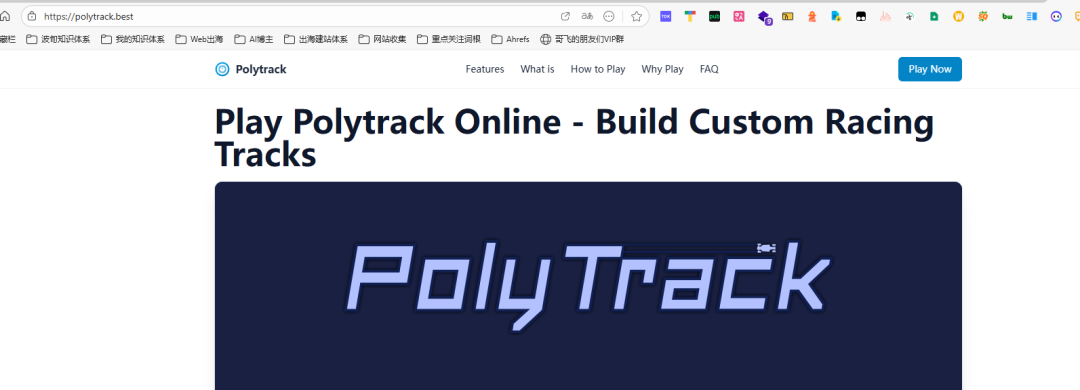 https://polytrack.best
波旬知识体系 我的知识体系 Web出海 AI博主 出海建站体系 网站收集 重点关注词根 Ahrefs 哥飞的朋友们VIP群
Polytrack Features What is How to Play Why Play FAQ Play Now
Play Polytrack Online - Build Custom Racing
Tracks
PolyTrack